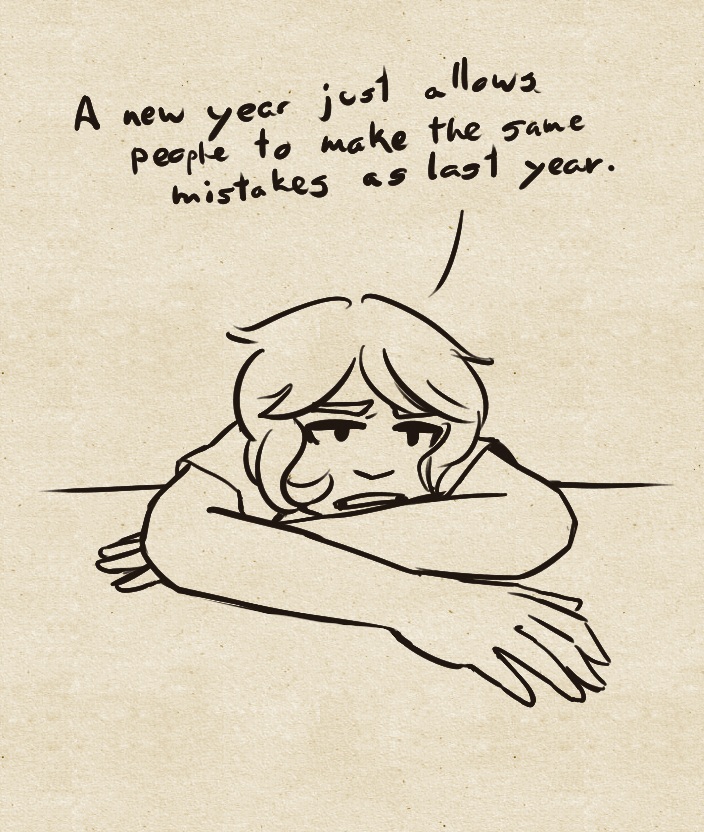 A new year just allows
people to make the same
mistakes as last year.